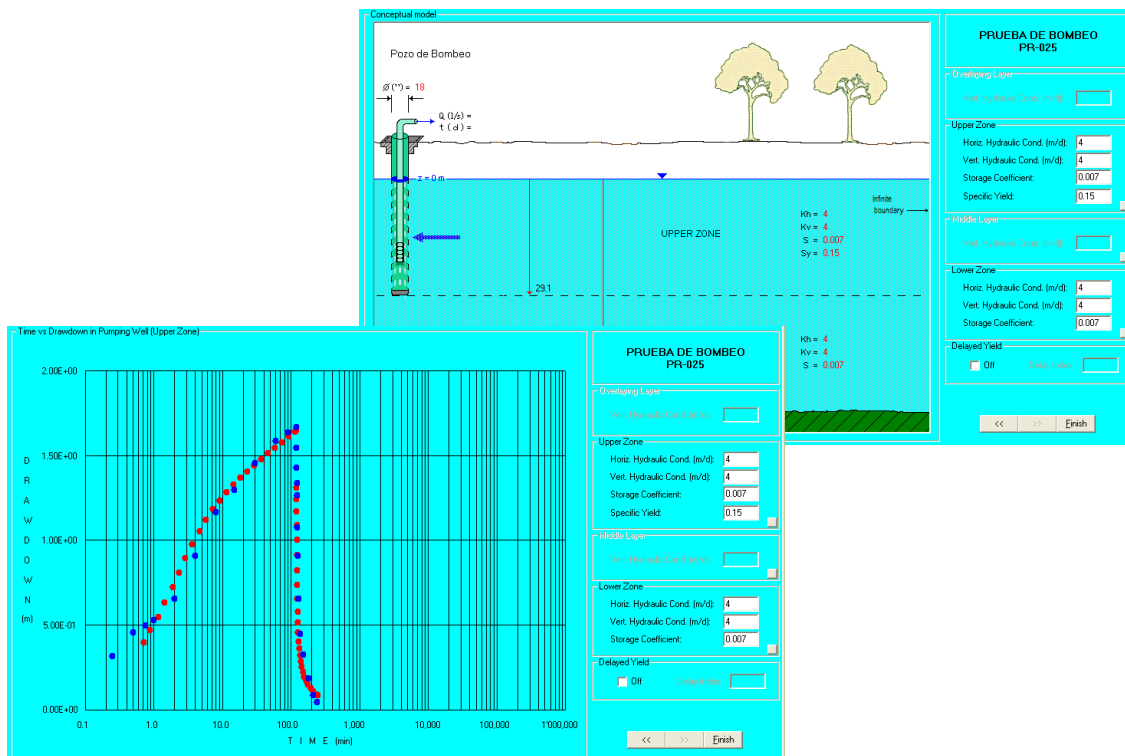 Conceptual model
Pozo de Bombeo
Ø ('') = 18
Q (l/s) =
t ( d ) =
z = 0 m
Infinite
boundary
UPPER ZONE
Kh = 4
Kv = 4
S = 0.007
Sy = 0.15
29.1
Kh = 4
Kv = 4
S = 0.007
PRUEBA DE BOMBEO
PR-025
Overlaying Layer
Vert. Hydraulic Cond. (m/d):
Upper Zone
Horiz. Hydraulic Cond. (m/d): 4
Vert. Hydraulic Cond. (m/d): 4
Storage Coefficient: 0.007
Specific Yield: 0.15
Middle Layer
Vert. Hydraulic Cond. (m/d):
Lower Zone
Horiz. Hydraulic Cond. (m/d): 4
Vert. Hydraulic Cond. (m/d): 4
Storage Coefficient: 0.007
Delayed Yield
Off Delay Index:
<< >> Finish
Time vs Drawdown in Pumping Well (Upper Zone)
2.00E+00
1.50E+00
1.00E+00
5.00E-01
0.00E+00
D R A W D O W N
(m)
0.1 1.0 10.0 100.0 1,000 10,000 100,000 1'000,000
T I M E (min)
PRUEBA DE BOMBEO
PR-025
Overlaying Layer
Vert. Hydraulic Cond. (m/d):
Upper Zone
Horiz. Hydraulic Cond. (m/d): 4
Vert. Hydraulic Cond. (m/d): 4
Storage Coefficient: 0.007
Specific Yield: 0.15
Middle Layer
Vert. Hydraulic Cond. (m/d):
Lower Zone
Horiz. Hydraulic Cond. (m/d): 4
Vert. Hydraulic Cond. (m/d): 4
Storage Coefficient: 0.007
Delayed Yield
Off Delay Index:
<< >> Finish